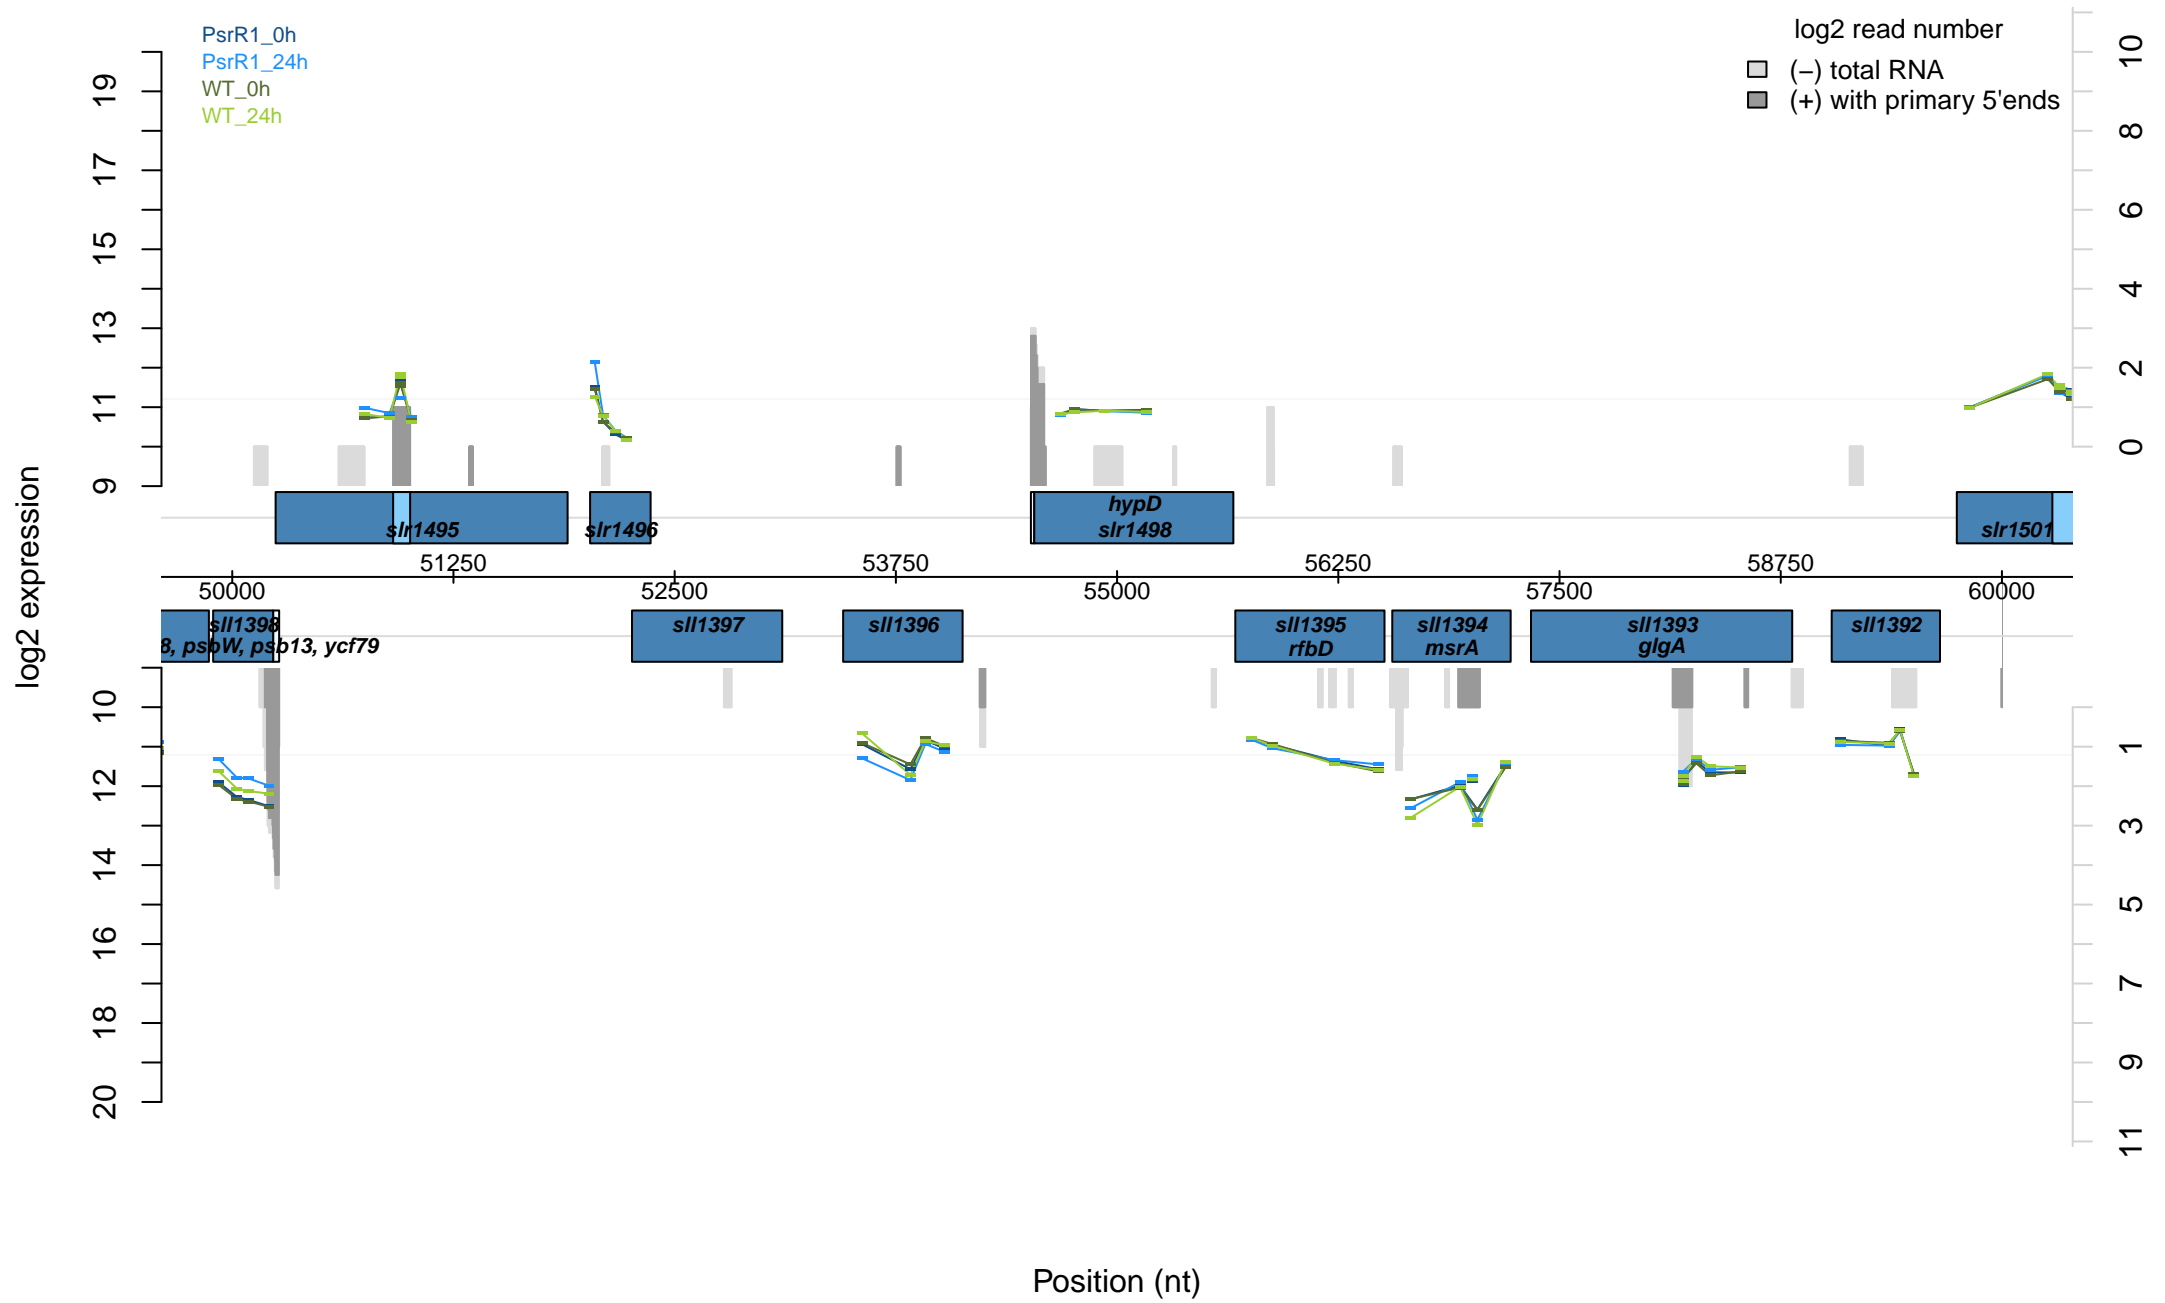 PsrR1_0h
PsrR1_24h
WT_0h
WT_24h
log2 read number
(−) total RNA
(+) with primary 5'ends
19
17
15
13
11
9
10
8
6
4
2
0
log2 expression
hypD
slr1495
slr1496
slr1498
slr1501
51250
53750
56250
58750
50000
52500
55000
57500
60000
sll1398
sll1397
sll1396
sll1395
sll1394
sll1393
sll1392
8, psbW, psb13, ycf79
rfbD
msrA
glgA
10
12
14
16
18
20
1
3
5
7
9
11
Position (nt)